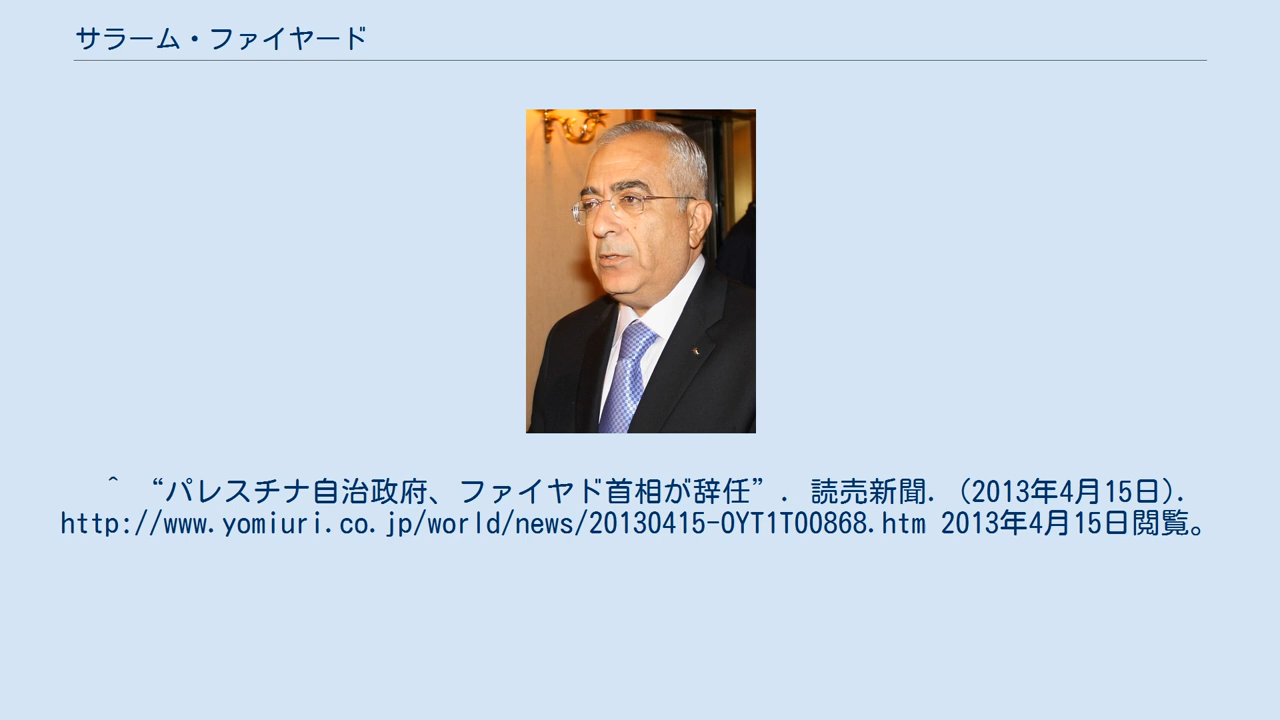 サラーム・ファイヤード
^ “パレスチナ自治政府、ファイヤド首相が辞任”. 読売新聞. (2013年4月15日).
http://www.yomiuri.co.jp/world/news/20130415-OYT1T00868.htm 2013年4月15日閲覧。